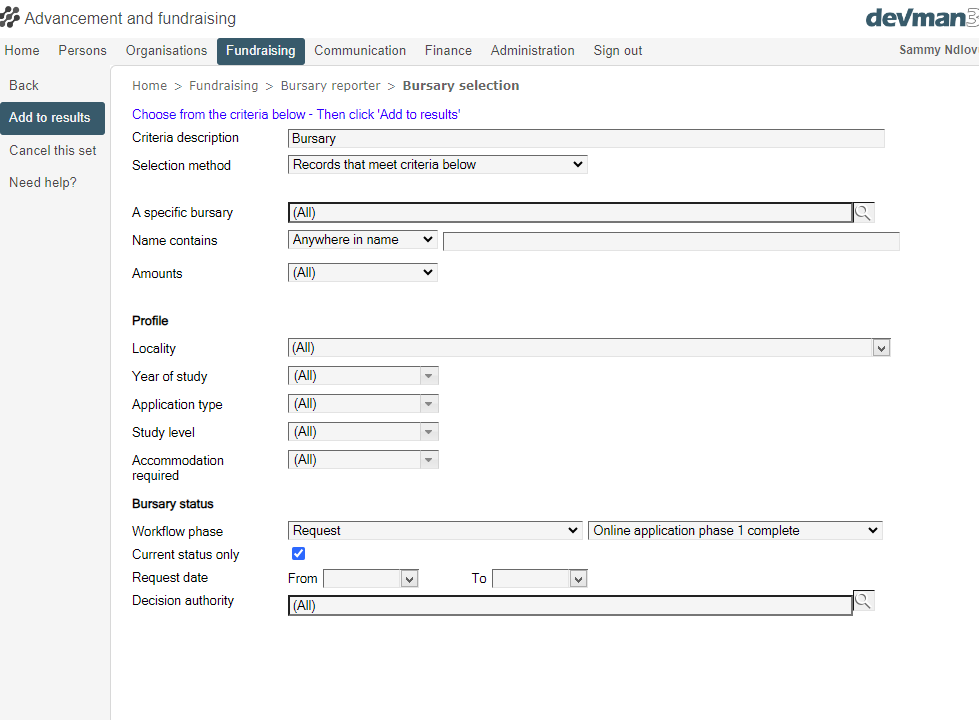 Advancement and fundraising
devman3
Home Persons Organisations Fundraising Communication Finance Administration Sign out
Sammy Ndlov
Back
Add to results
Cancel this set
Need help?
Home > Fundraising > Bursary reporter > Bursary selection
Choose from the criteria below - Then click 'Add to results'
Criteria description Bursary
Selection method Records that meet criteria below
A specific bursary (All)
Name contains Anywhere in name
Amounts (All)
Profile
Locality (All)
Year of study (All)
Application type (All)
Study level (All)
Accommodation required (All)
Bursary status
Workflow phase Request Online application phase 1 complete
Current status only
Request date From To
Decision authority (All)